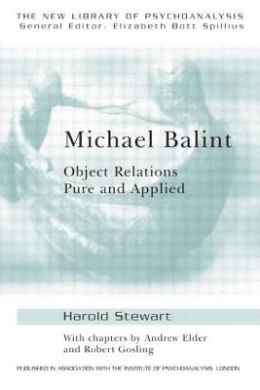 THE NEW LIBRARY OF PSYCHOANALYSIS
General Editor: Elizabeth Bott Spillius
Michael Balint
Object Relations
Pure and Applied
Harold Stewart
With chapters by Andrew Elder
and Robert Gosling
PUBLISHED IN ASSOCIATION WITH THE INSTITUTE OF PSYCHOANALYSIS, LONDON